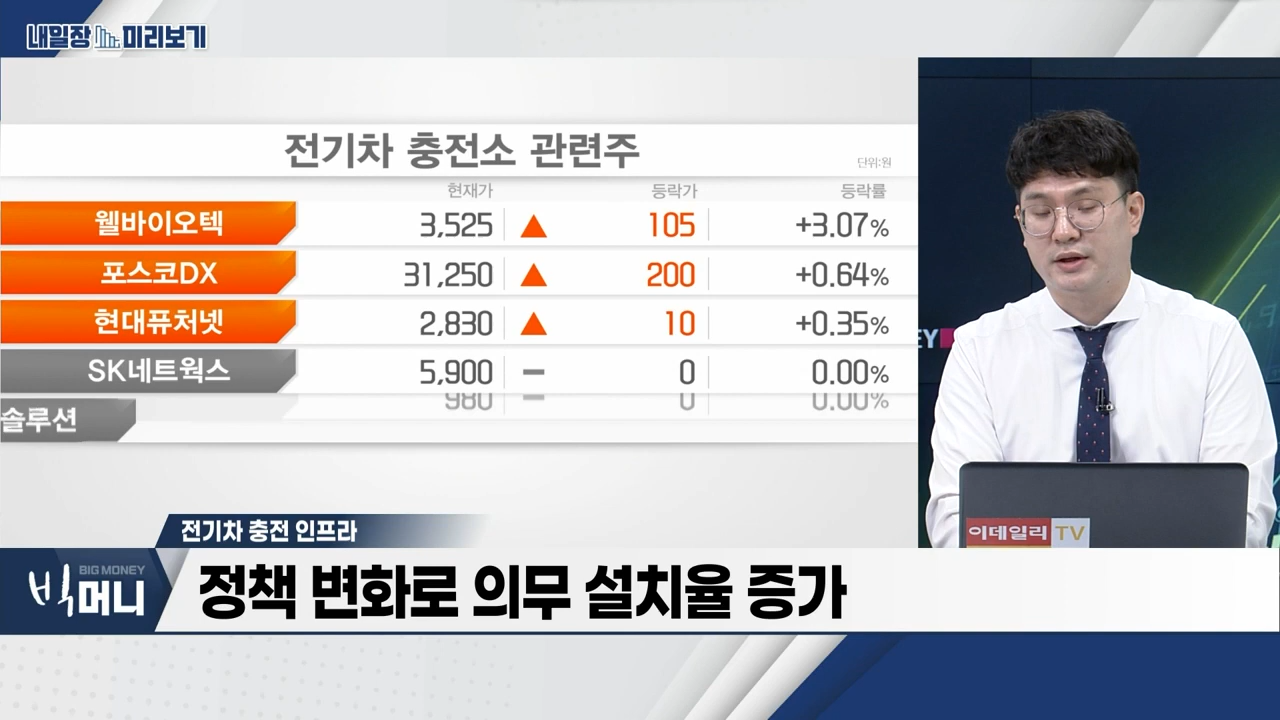 내일장 미리보기
전기차 충전소 관련주
단위:원
현재가 등락가 등락률
웰바이오텍 3,525 ▲ 105 +3.07%
포스코DX 31,250 ▲ 200 +0.64%
현대퓨처넷 2,830 ▲ 10 +0.35%
SK네트웍스 5,900 - 0 0.00%
솔루션 980 - 0 0.00%
EY
이데일리 TV
전기차 충전 인프라
빅머니 BIG MONEY
정책 변화로 의무 설치율 증가